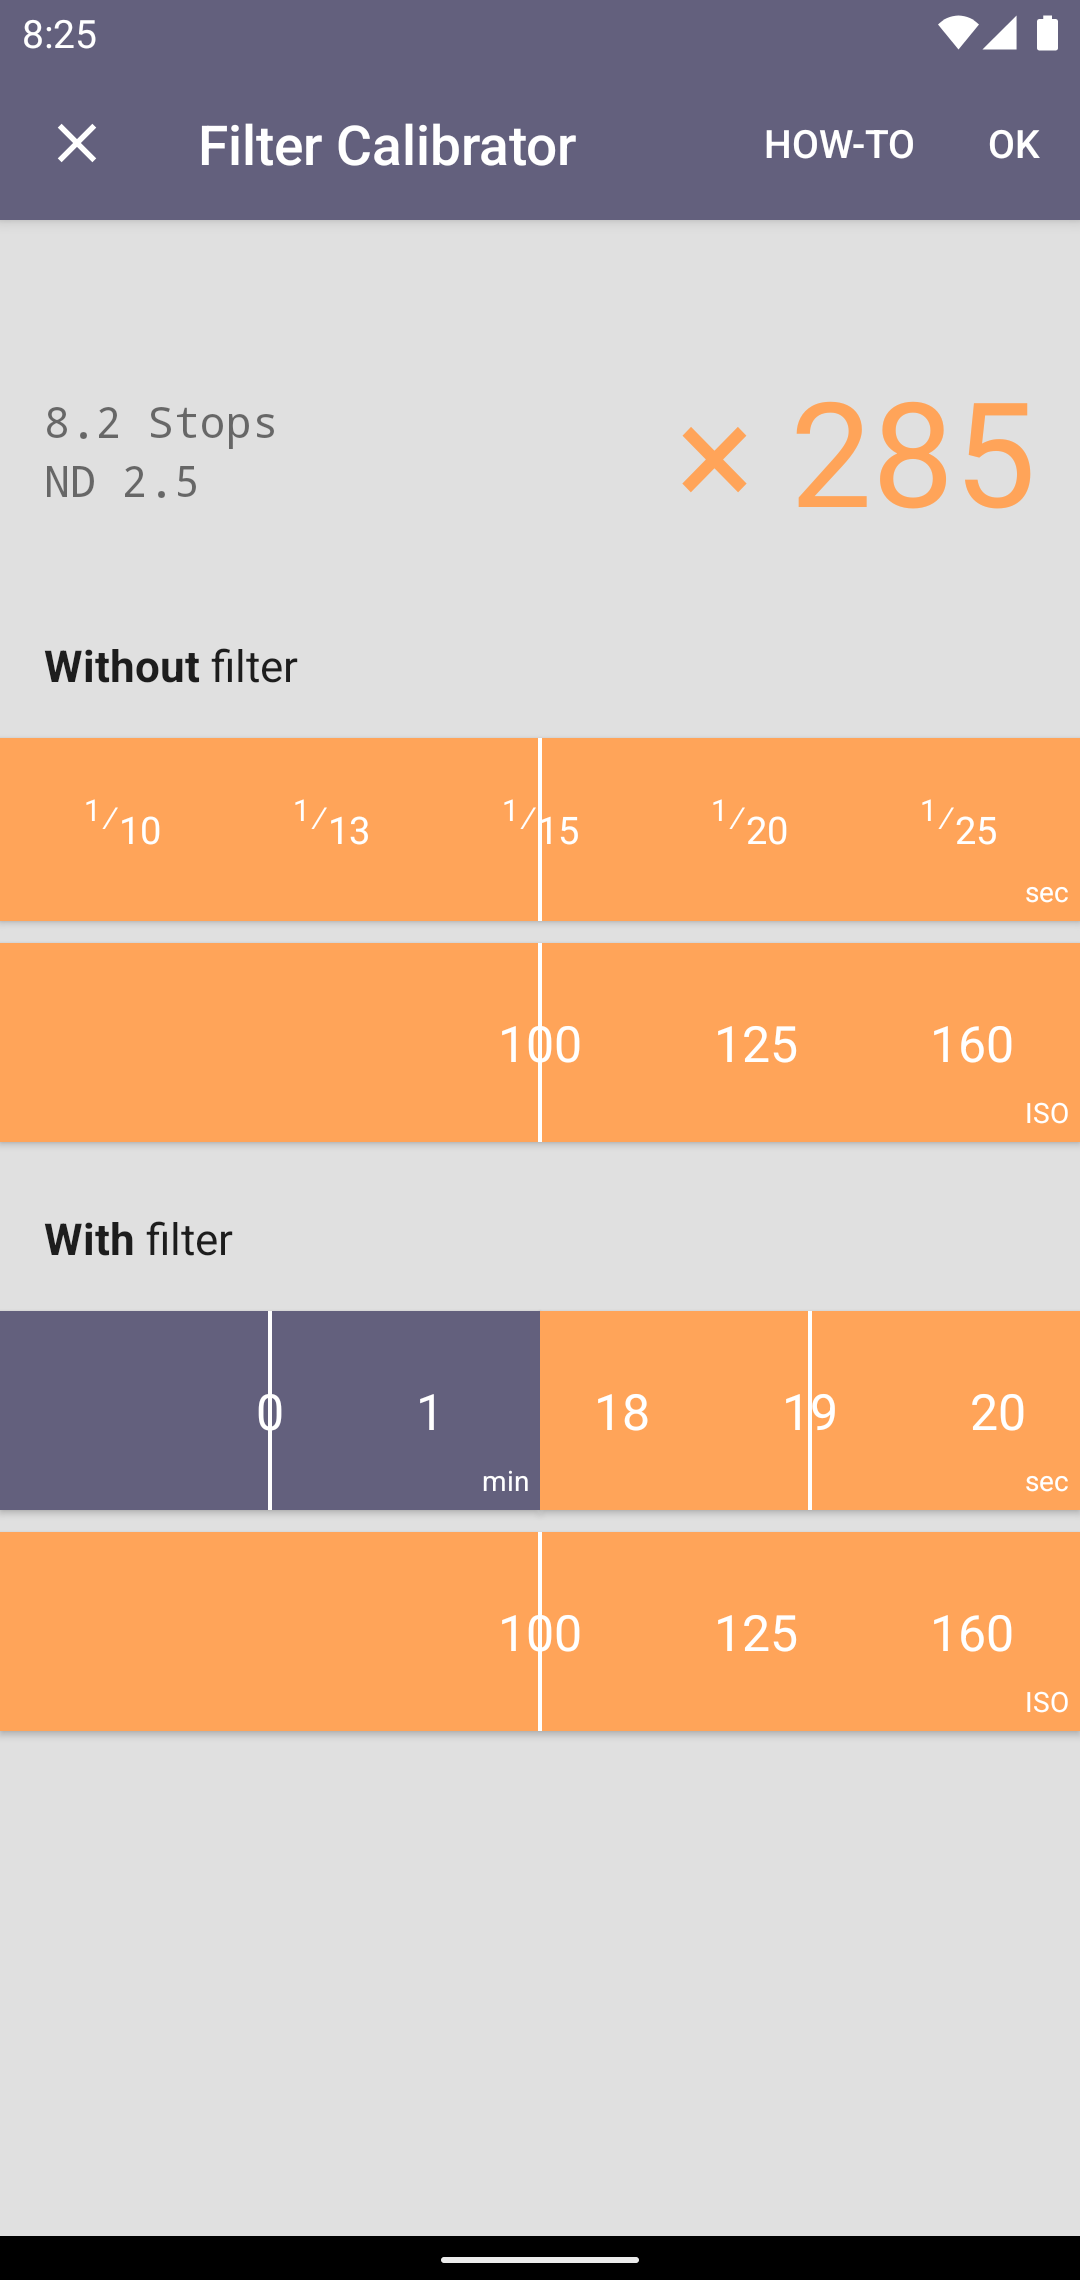 8:25
Filter Calibrator HOW-TO OK
8.2 Stops
ND 2.5
× 285
Without filter
1/10 1/13 1/15 1/20 1/25
sec
100 125 160
ISO
With filter
0 1 18 19 20
min sec
100 125 160
ISO